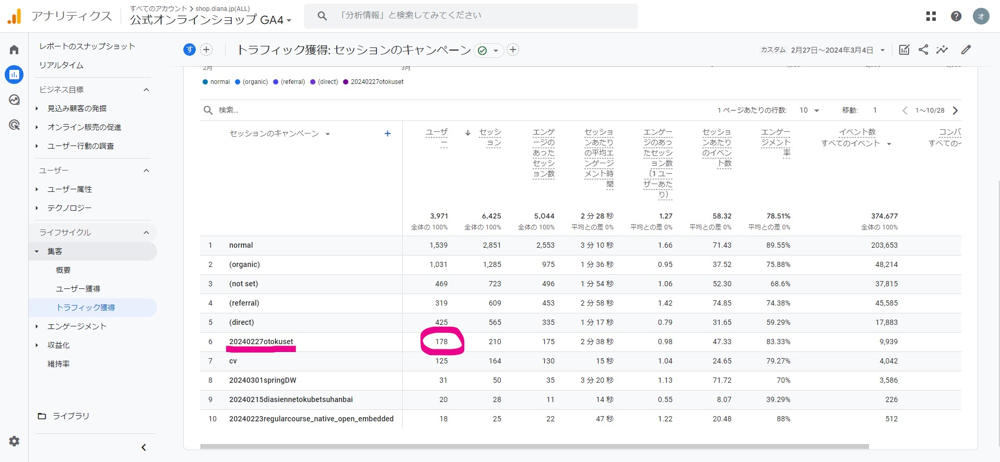 アナリティクス
すべてのアカウント > shop.diana.jp(ALL)
公式オンラインショップ GA4
「分析情報」と検索してみてください
オ
レポートのスナップショット
リアルタイム
ビジネス目標
見込み顧客の発掘
オンライン販売の促進
ユーザー行動の調査
ユーザー
ユーザー属性
テクノロジー
ライフサイクル
集客
概要
ユーザー獲得
トラフィック獲得
エンゲージメント
収益化
維持率
ライブラリ
す
トラフィック獲得: セッションのキャンペーン
カスタム 2月27日～2024年3月4日
2月 3月
normal (organic) (referral) (direct) 20240227otokuset
検索...
1 ページあたりの行数: 10 移動: 1 1～10/28
セッションのキャンペーン
ユーザー
セッション
エンゲージのあったセッション数
セッションあたりの平均エンゲージメント時間
エンゲージのあったセッション数（1 ユーザーあたり）
セッションあたりのイベント数
エンゲージメント率
イベント数
すべてのイベント
コンバ
すべてのイ
3,971 6,425 5,044 2 分 28 秒 1.27 58.32 78.51% 374,677
全体の 100% 全体の 100% 全体の 100% 平均との差 0% 平均との差 0% 平均との差 0% 平均との差 0% 全体の 100%
1 normal 1,539 2,851 2,553 3 分 10 秒 1.66 71.43 89.55% 203,653
2 (organic) 1,031 1,285 975 1 分 36 秒 0.95 37.52 75.88% 48,214
3 (not set) 469 723 496 1 分 54 秒 1.06 52.30 68.6% 37,815
4 (referral) 319 609 453 2 分 58 秒 1.42 74.85 74.38% 45,585
5 (direct) 425 565 335 1 分 17 秒 0.79 31.65 59.29% 17,883
6 20240227otokuset 178 210 175 2 分 38 秒 0.98 47.33 83.33% 9,939
7 cv 125 164 130 15 秒 1.04 24.65 79.27% 4,042
8 20240301springDW 31 50 35 3 分 20 秒 1.13 71.72 70% 3,586
9 20240215diasiennetokubetsuhanbai 20 28 11 14 秒 0.55 8.07 39.29% 226
10 20240223regularcourse_native_open_embedded 18 25 22 47 秒 1.22 20.48 88% 512